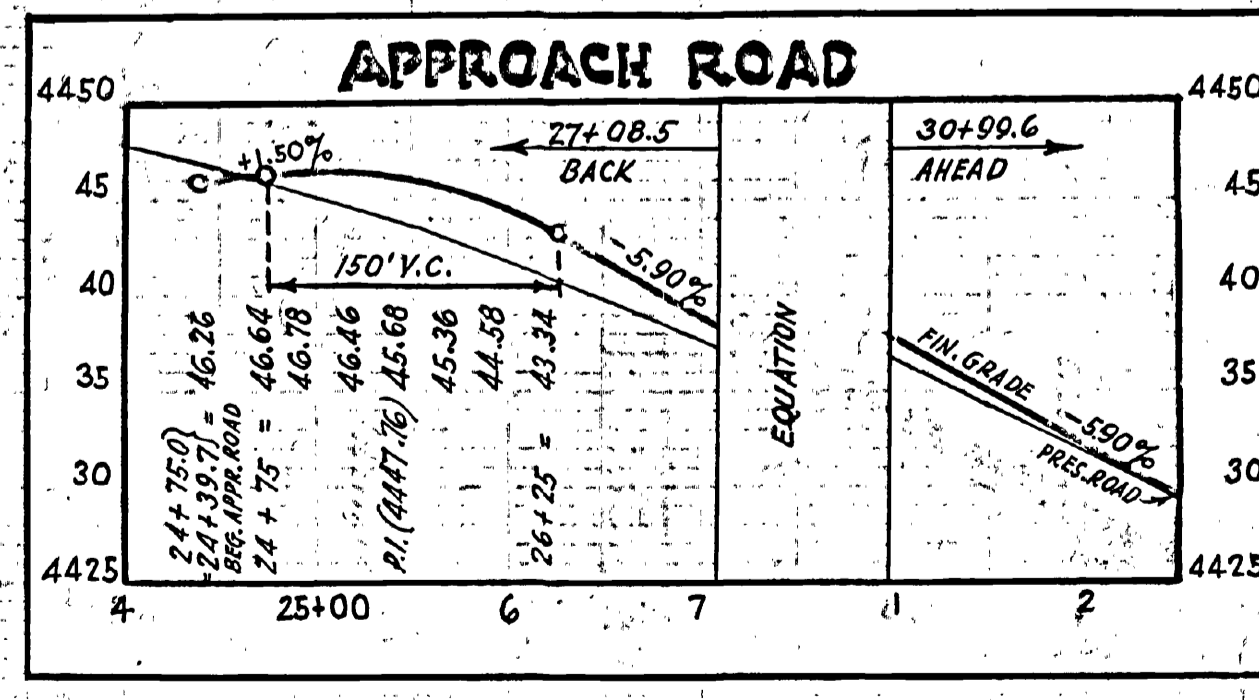 APPROACH ROAD
4450
4450
45
45
40
40
35
35
30
30
4425
4425
+1.50%
27+08.5
BACK
30+99.6
AHEAD
150' V.C.
-5.90%
24+75.0}
=24+39.7} = 46.26
BEG. APPR. ROAD
24+75 = 46.64
46.78
46.46
P.I. (4447.76) 45.68
45.36
44.58
26+25 = 43.34
EQUATION
FIN. GRADE
-5.90%
PRES. ROAD
4
25+00
6
7
1
2